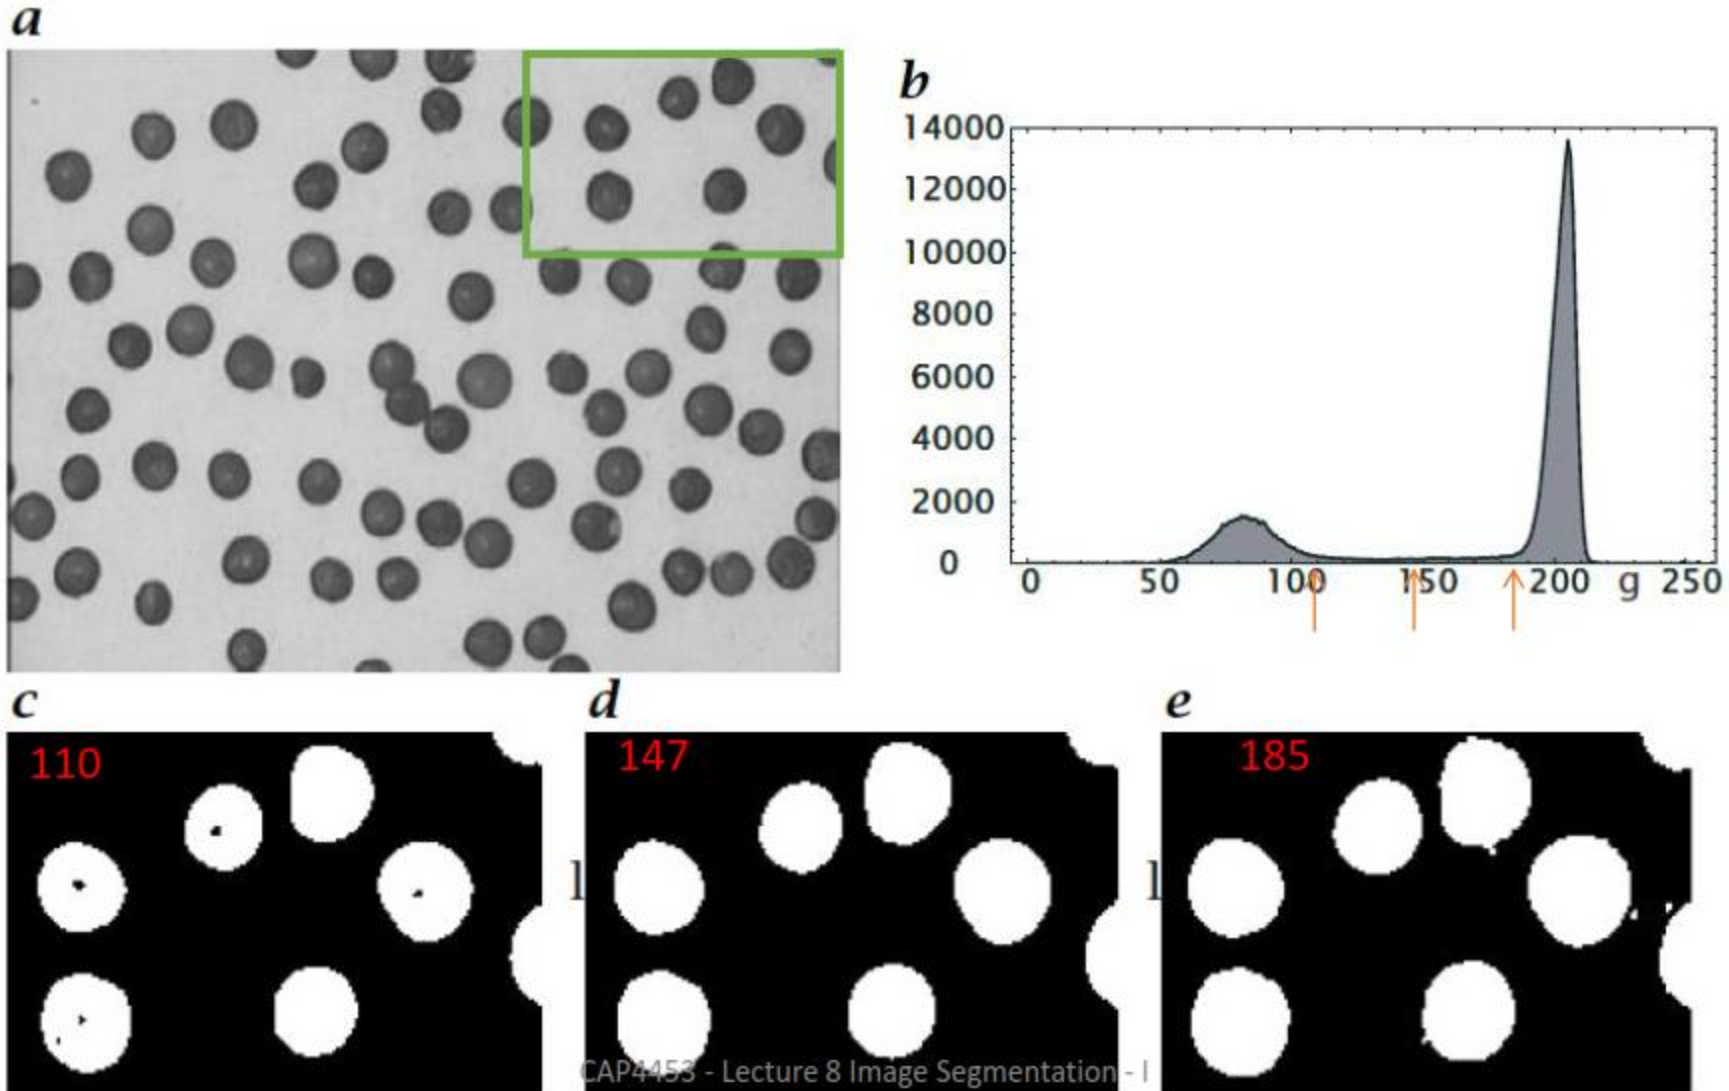 a
b
14000
12000
10000
8000
6000
4000
2000
0
0 50 100 150 200 g 250
c
d
e
110
147
185
l
l
CAP4453 - Lecture 8 Image Segmentation - I